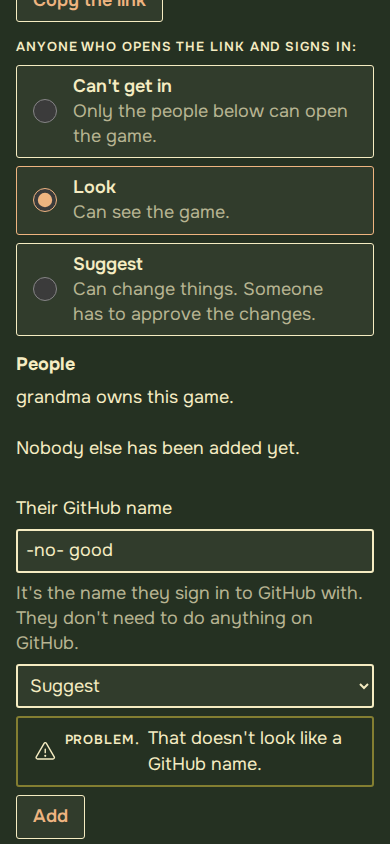 Copy the link
ANYONE WHO OPENS THE LINK AND SIGNS IN:
Can't get in
Only the people below can open
the game.
Look
Can see the game.
Suggest
Can change things. Someone
has to approve the changes.
People
grandma owns this game.
Nobody else has been added yet.
Their GitHub name
-no- good
It's the name they sign in to GitHub with.
They don't need to do anything on
GitHub.
Suggest
PROBLEM. That doesn't look like a
GitHub name.
Add